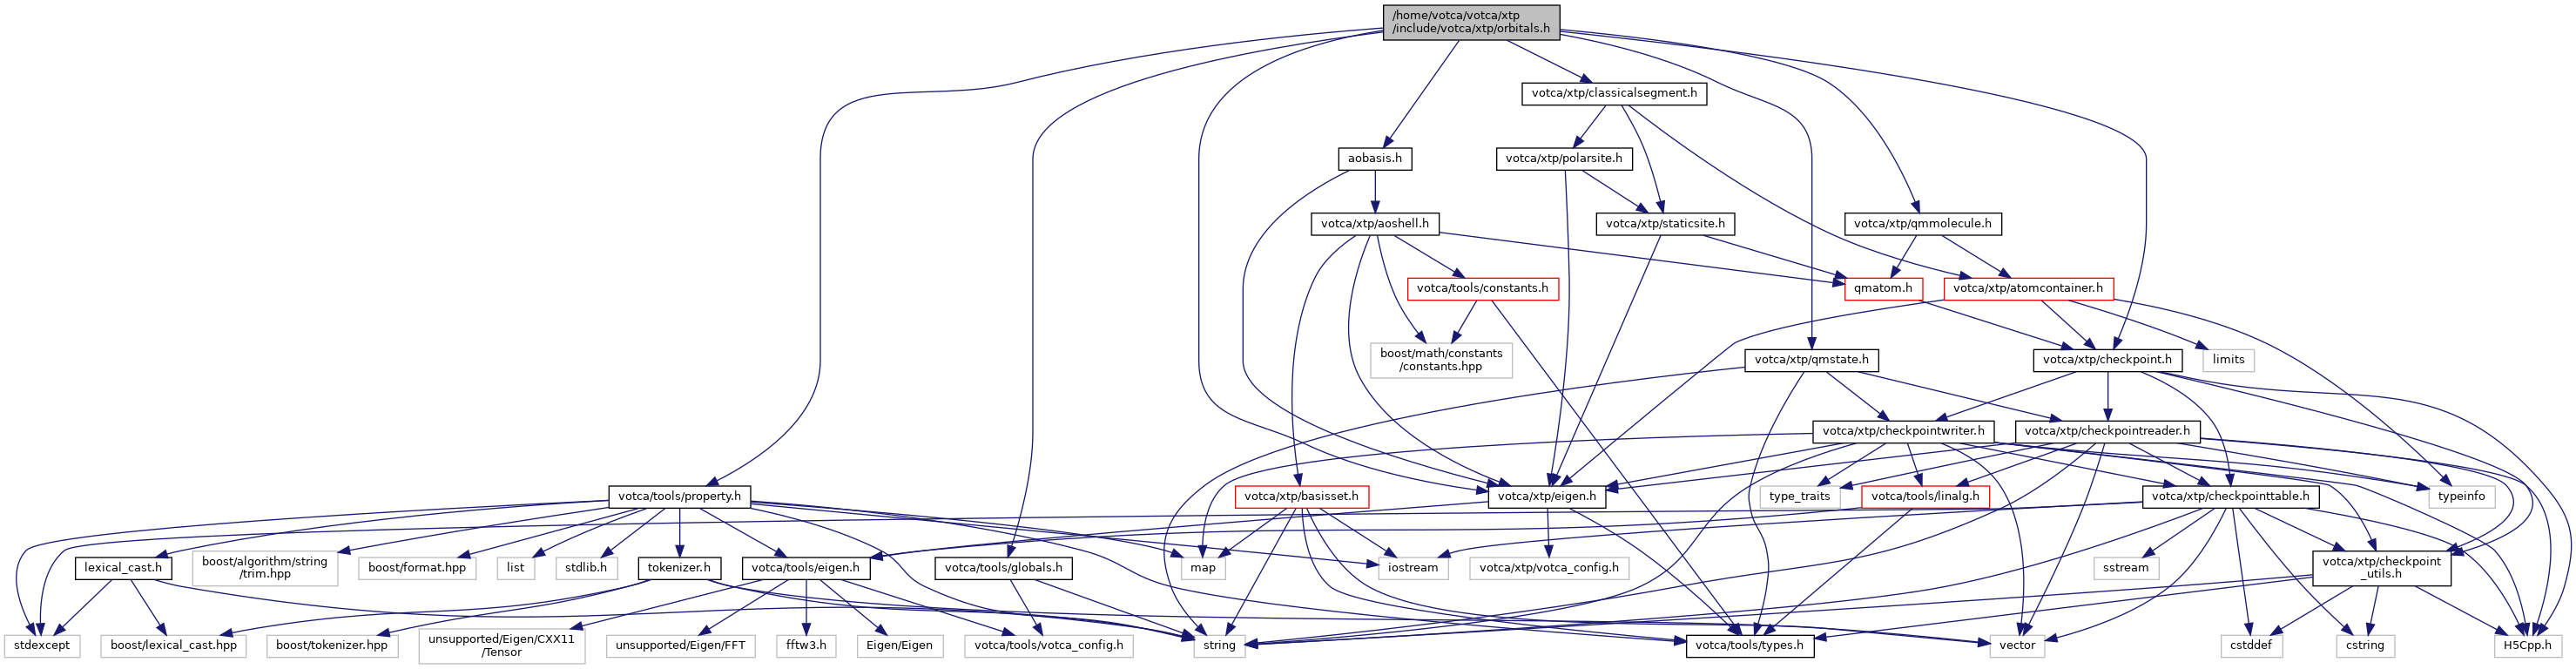 /home/votca/votca/xtp
/include/votca/xtp/orbitals.h
votca/xtp/classicalsegment.h
aobasis.h
votca/xtp/polarsite.h
votca/xtp/aoshell.h
votca/xtp/staticsite.h
votca/xtp/qmmolecule.h
votca/tools/constants.h
qmatom.h
votca/xtp/atomcontainer.h
boost/math/constants
/constants.hpp
votca/xtp/qmstate.h
votca/xtp/checkpoint.h
limits
votca/xtp/checkpointwriter.h
votca/xtp/checkpointreader.h
votca/tools/property.h
votca/xtp/basisset.h
votca/xtp/eigen.h
type_traits
votca/tools/linalg.h
votca/xtp/checkpointtable.h
typeinfo
lexical_cast.h
boost/algorithm/string
/trim.hpp
boost/format.hpp
list
stdlib.h
tokenizer.h
votca/tools/eigen.h
votca/tools/globals.h
map
iostream
votca/xtp/votca_config.h
sstream
votca/xtp/checkpoint
_utils.h
stdexcept
boost/lexical_cast.hpp
boost/tokenizer.hpp
unsupported/Eigen/CXX11
/Tensor
unsupported/Eigen/FFT
fftw3.h
Eigen/Eigen
votca/tools/votca_config.h
string
votca/tools/types.h
vector
cstddef
cstring
H5Cpp.h